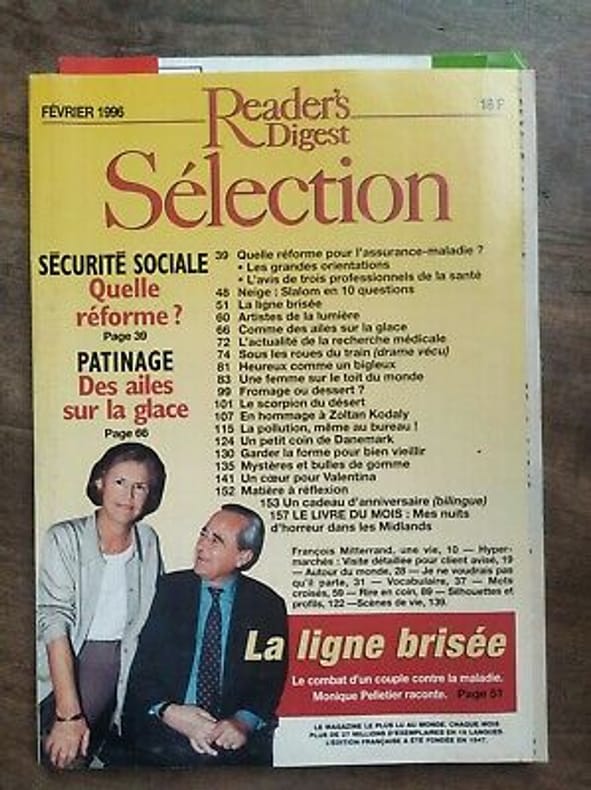 FÉVRIER 1996
Reader's
Digest
18 F
Sélection
SÉCURITÉ SOCIALE
Quelle
réforme ?
Page 39
PATINAGE
Des ailes
sur la glace
Page 66
39 Quelle réforme pour l'assurance-maladie ?
• Les grandes orientations
• L'avis de trois professionnels de la santé
48 Neige : Slalom en 10 questions
51 La ligne brisée
60 Artistes de la lumière
66 Comme des ailes sur la glace
72 L'actualité de la recherche médicale
74 Sous les roues du train (drame vécu)
81 Heureux comme un bigleux
83 Une femme sur le toit du monde
99 Fromage ou dessert ?
101 Le scorpion du désert
107 En hommage à Zoltan Kodaly
115 La pollution, même au bureau !
124 Un petit coin de Danemark
130 Garder la forme pour bien vieillir
135 Mystères et bulles de gomme
141 Un cœur pour Valentina
152 Matière à réflexion
153 Un cadeau d'anniversaire (bilingue)
157 LE LIVRE DU MOIS : Mes nuits
d'horreur dans les Midlands
François Mitterrand, une vie, 10 — Hyper-
marchés : Visite détaillée pour client avisé, 19
— Autour du monde, 28 — Je ne voudrais pas
qu'il parte, 31 — Vocabulaire, 37 — Mots
croisés, 59 — Rire en coin, 89 — Silhouettes et
profils, 122 — Scènes de vie, 139.
La ligne brisée
Le combat d'un couple contre la maladie.
Monique Pelletier raconte. Page 51
LE MAGAZINE LE PLUS LU AU MONDE. CHAQUE MOIS
PLUS DE 27 MILLIONS D'EXEMPLAIRES EN 19 LANGUES.
L'ÉDITION FRANÇAISE A ÉTÉ FONDÉE EN 1947.